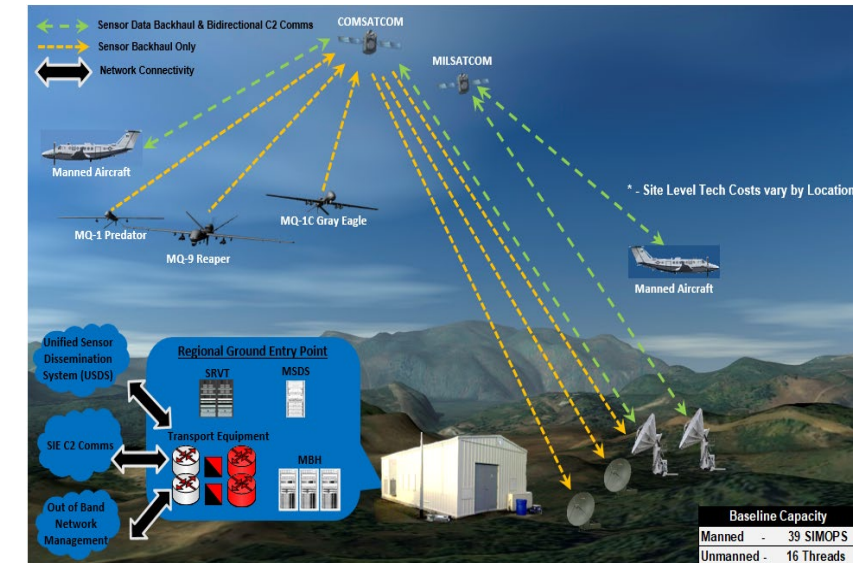 Sensor Data Backhaul & Bidirectional C2 Comms
Sensor Backhaul Only
Network Connectivity
COMSATCOM
MILSATCOM
Manned Aircraft
* - Site Level Tech Costs vary by Location
MQ-1C Gray Eagle
MQ-1 Predator
MQ-9 Reaper
Manned Aircraft
Unified Sensor
Dissemination
System (USDS)
SIE C2 Comms
Out of Band
Network
Management
Regional Ground Entry Point
SRVT
MSDS
Transport Equipment
MBH
Baseline Capacity
Manned - 39 SIMOPS
Unmanned - 16 Threads